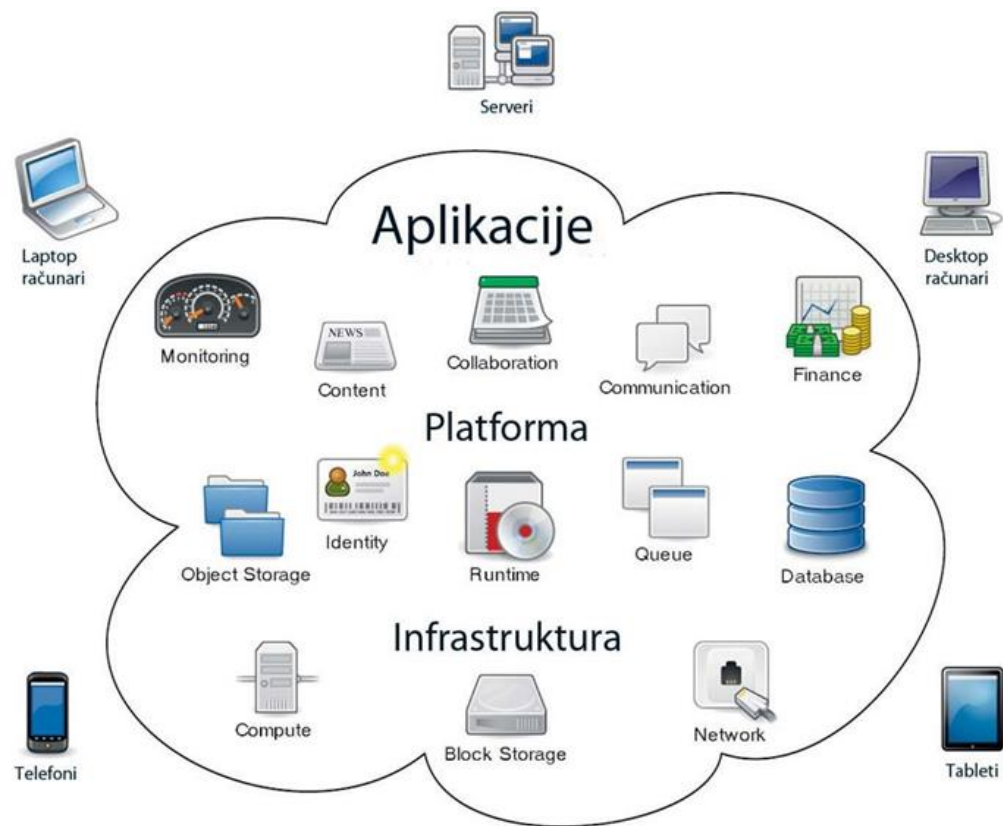 Serveri
Laptop
računari
Desktop
računari
Aplikacije
Monitoring
NEWS
Content
Collaboration
Communication
Finance
Platforma
John Doe
Object Storage
Identity
Runtime
Queue
Database
Infrastruktura
Compute
Block Storage
Network
Telefoni
Tableti